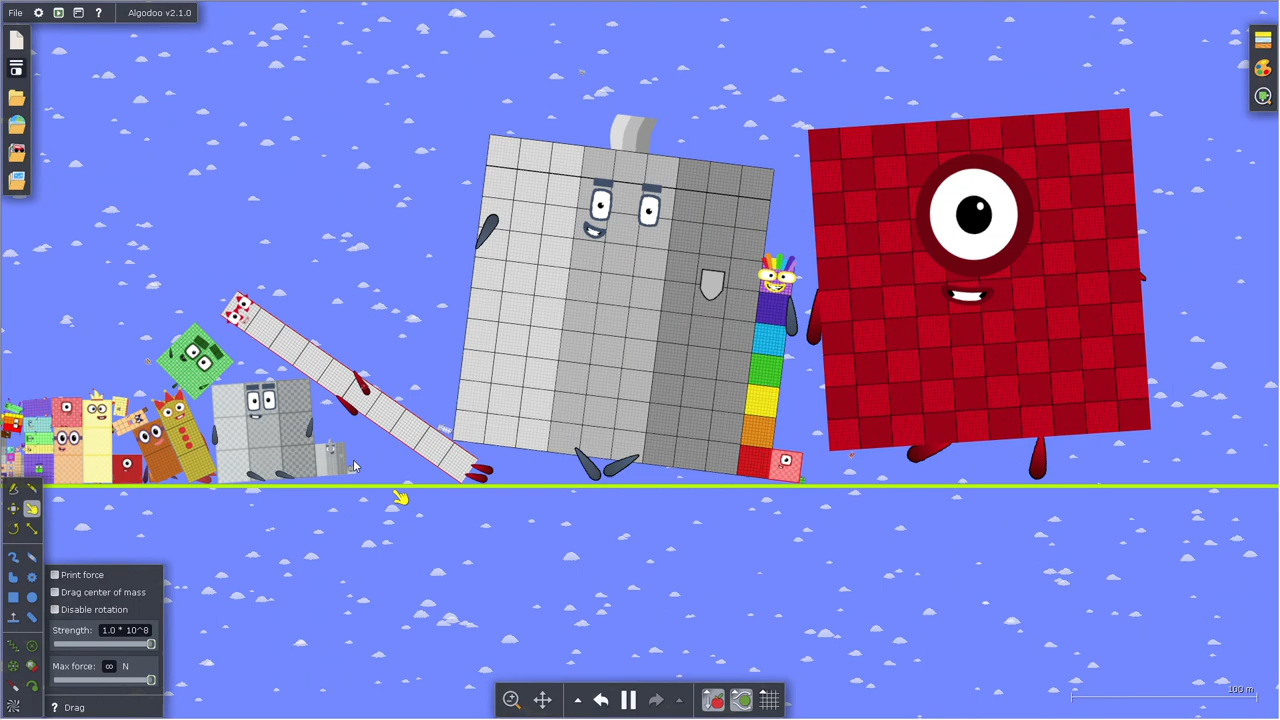 File
?
Algodoo v2.1.0
Print force
Drag center of mass
Disable rotation
Strength: 1.0 * 10^8
Max force: ∞ N
? Drag
100 m